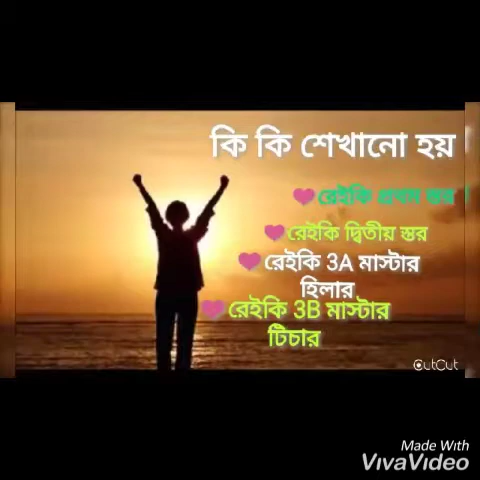 কি কি শেখানো হয়
রেইকি প্রথম স্তর
রেইকি দ্বিতীয় স্তর
রেইকি 3A মাস্টার
হিলার
রেইকি 3B মাস্টার
টিচার
CutCut
Made With
VivaVideo